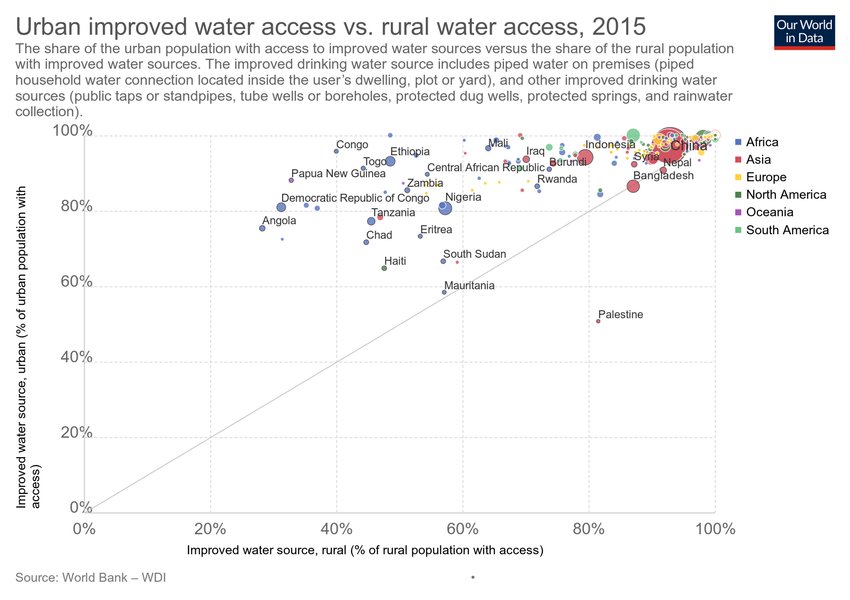 Urban improved water access vs. rural water access, 2015
Our World
in Data
The share of the urban population with access to improved water sources versus the share of the rural population
with improved water sources. The improved drinking water source includes piped water on premises (piped
household water connection located inside the user's dwelling, plot or yard), and other improved drinking water
sources (public taps or standpipes, tube wells or boreholes, protected dug wells, protected springs, and rainwater
collection).
Improved water source, urban (% of urban population with
access)
100%
80%
60%
40%
20%
0%
Congo
Ethiopia
Togo
Mali
Iraq
Indonesia
China
Syria
Nepal
Burundi
Central African Republic
Papua New Guinea
Zambia
Rwanda
Bangladesh
Democratic Republic of Congo
Nigeria
Angola
Tanzania
Chad
Eritrea
Haiti
South Sudan
Mauritania
Palestine
Africa
Asia
Europe
North America
Oceania
South America
0%
20%
40%
60%
80%
100%
Improved water source, rural (% of rural population with access)
Source: World Bank – WDI